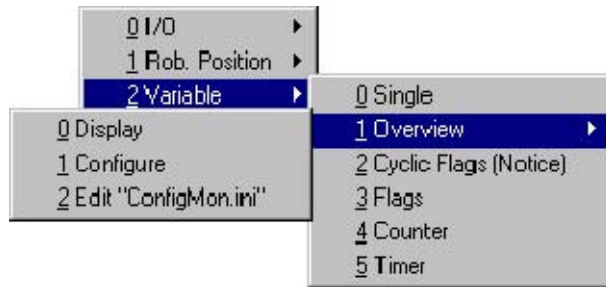 0 I/O
1 Rob. Position
2 Variable
0 Single
1 Overview
2 Cyclic Flags (Notice)
3 Flags
4 Counter
5 Timer
0 Display
1 Configure
2 Edit "ConfigMon.ini"